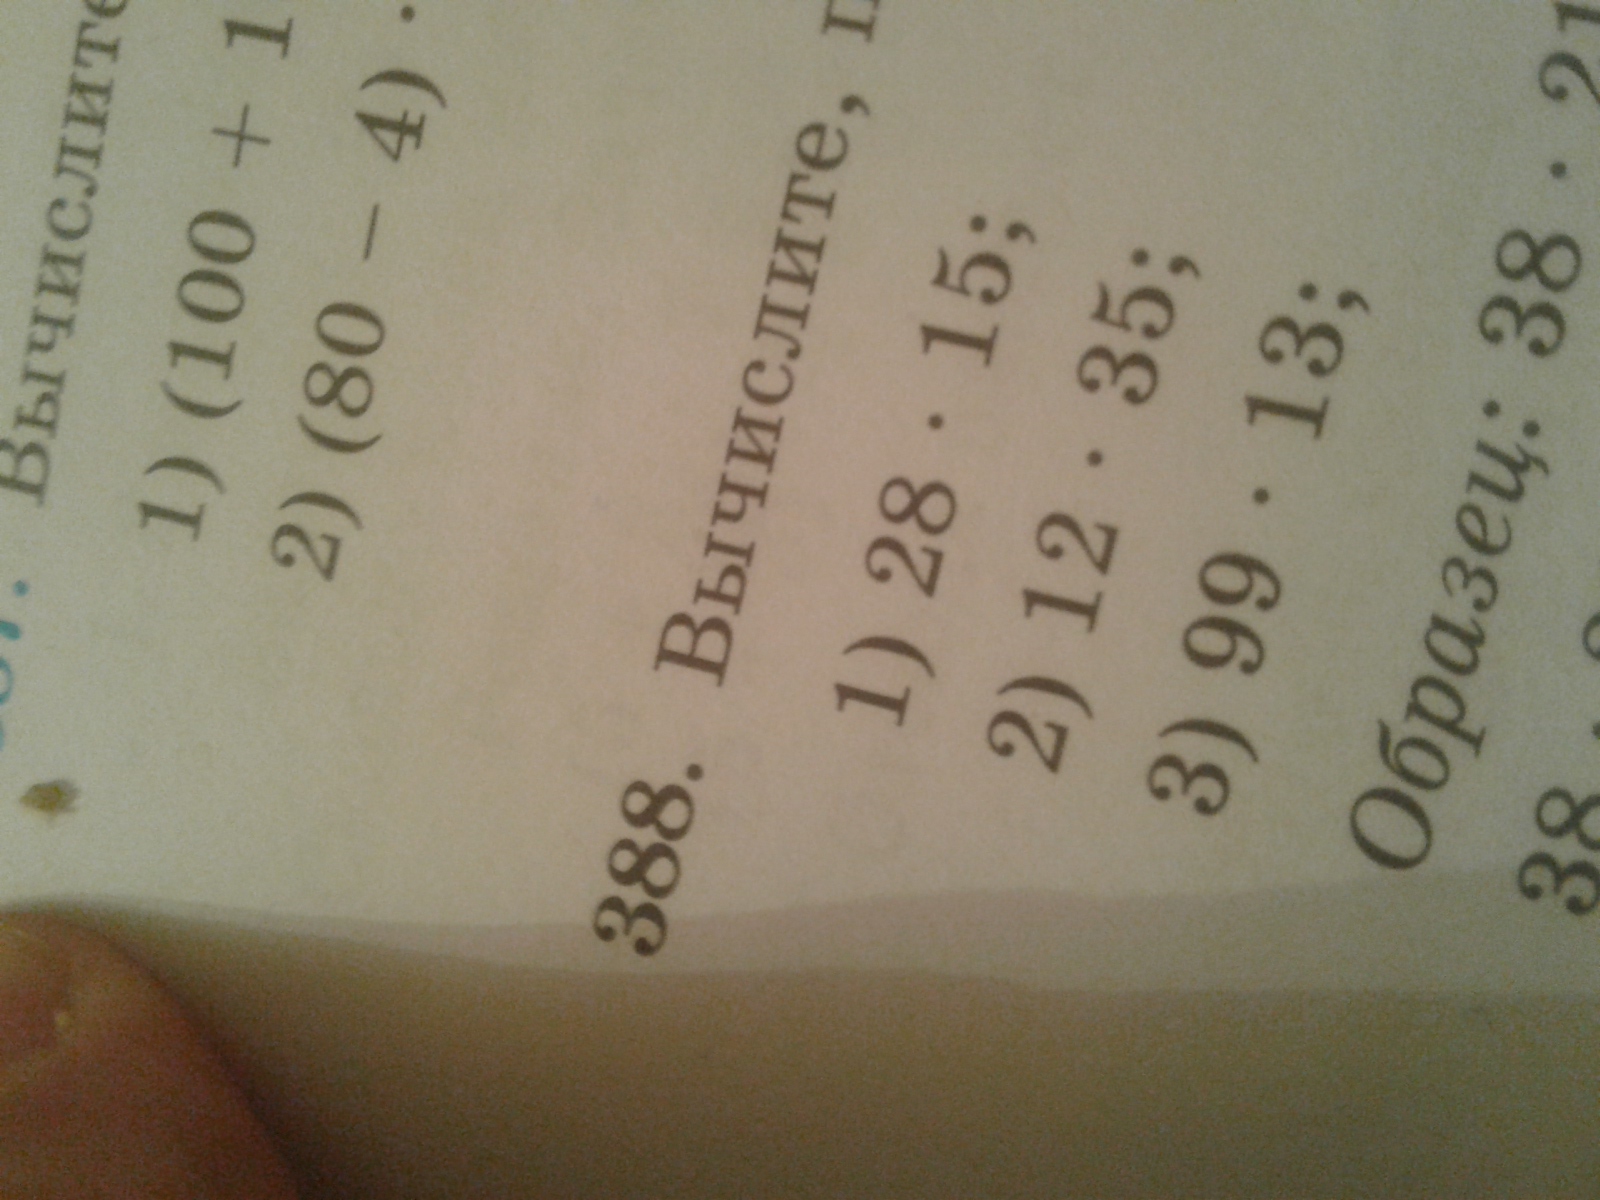 Вычислите
1) (100 + 1
2) (80 − 4) ·
388. Вычислите,
1) 28 · 15;
2) 12 · 35;
3) 99 · 13;
Образец: 38 · 21
38 ·